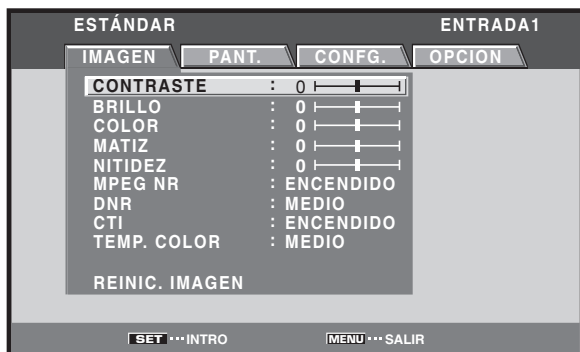 ESTÁNDAR ENTRADA1
IMAGEN PANT. CONFG. OPCION
CONTRASTE : 0
BRILLO : 0
COLOR : 0
MATIZ : 0
NITIDEZ : 0
MPEG NR : ENCENDIDO
DNR : MEDIO
CTI : ENCENDIDO
TEMP. COLOR : MEDIO
REINIC. IMAGEN
SET ··· INTRO MENU ··· SALIR